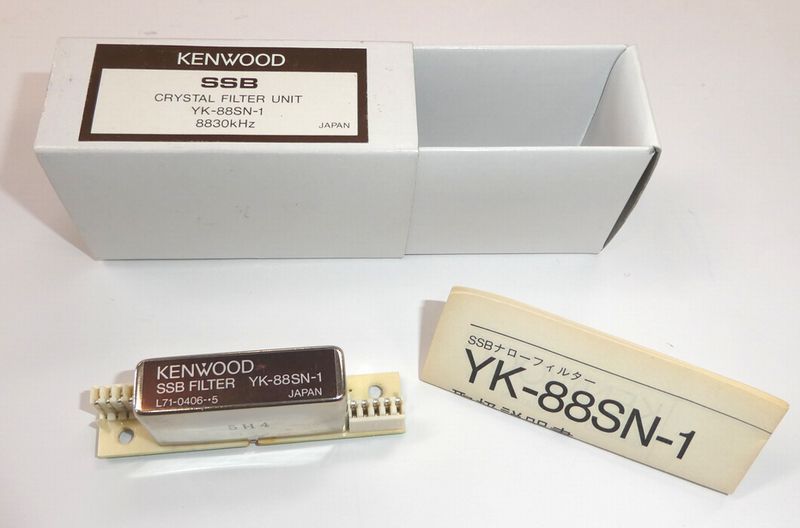 KENWOOD
SSB
CRYSTAL FILTER UNIT
YK-88SN-1
8830kHz
JAPAN
KENWOOD
SSB FILTER YK-88SN-1
L71-0406--5
JAPAN
5H4
SSBナローフィルター
YK-88SN-1